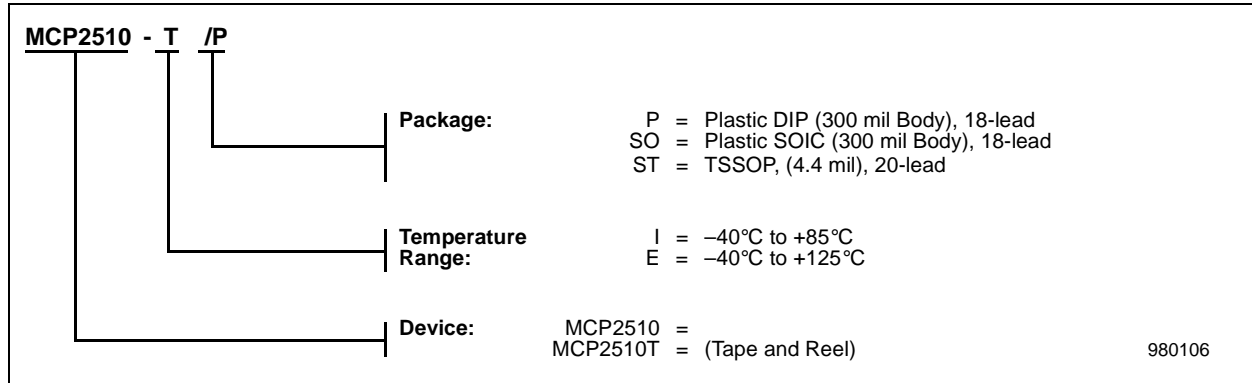 MCP2510 - T /P
Package: P = Plastic DIP (300 mil Body), 18-lead
SO = Plastic SOIC (300 mil Body), 18-lead
ST = TSSOP, (4.4 mil), 20-lead
Temperature I = –40°C to +85°C
Range: E = –40°C to +125°C
Device: MCP2510 =
MCP2510T = (Tape and Reel) 980106